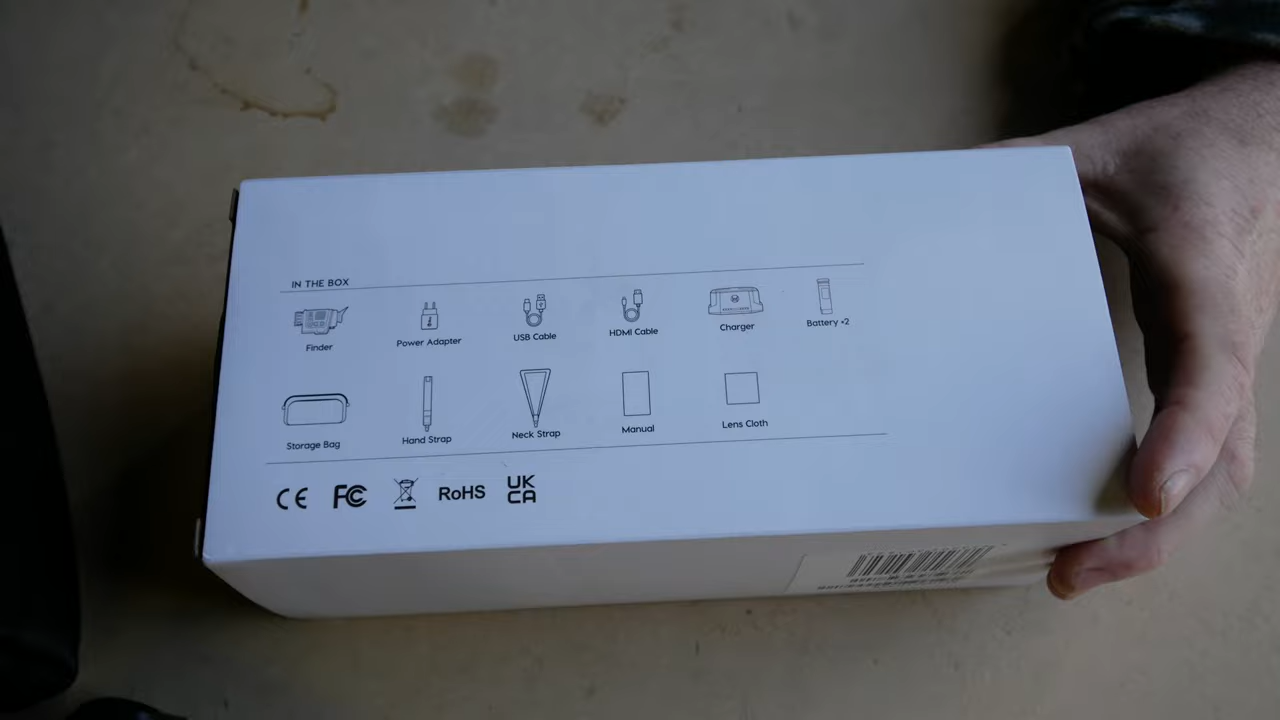 IN THE BOX
Finder
Power Adapter
USB Cable
HDMI Cable
Charger
Battery ×2
Storage Bag
Hand Strap
Neck Strap
Manual
Lens Cloth
CE FC RoHS UK
CA